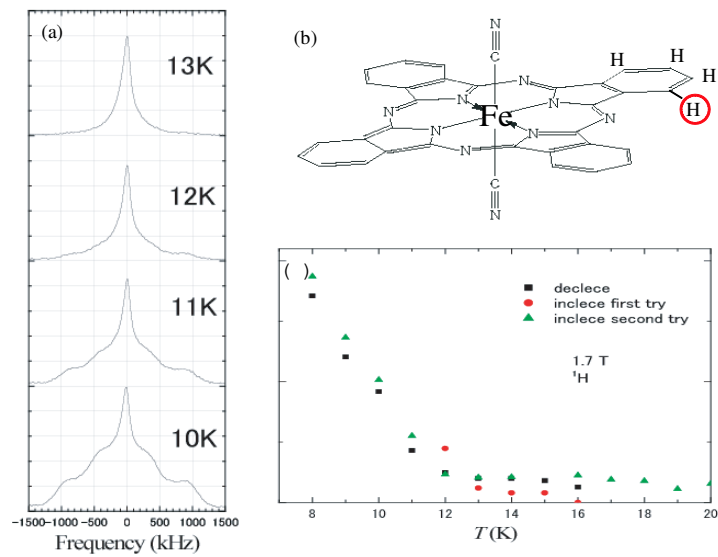 (a)
13K
12K
11K
10K
−1500
−1000
−500
0
500
1000
1500
Frequency (kHz)
(b)
N
C
H
H
H
H
N
N
N
N
N
N
N
N
Fe
C
N
( )
declece
inclece first try
inclece second try
1.7 T
1H
8
10
12
14
16
18
20
T (K)